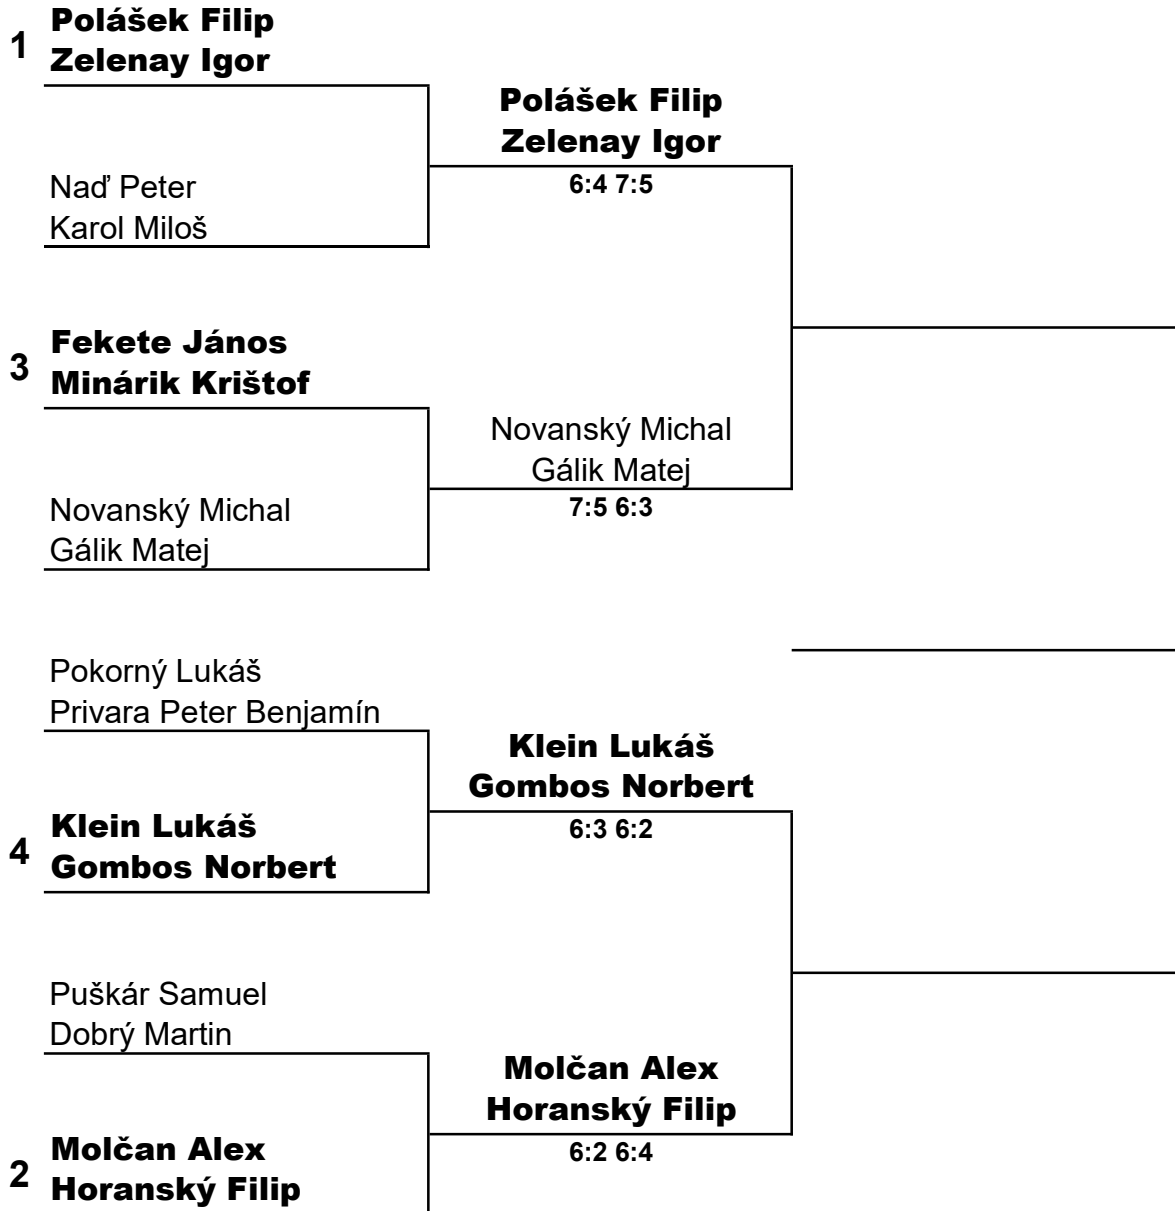 1
Polášek Filip
Zelenay Igor
Polášek Filip
Zelenay Igor
6:4 7:5
Naď Peter
Karol Miloš
3
Fekete János
Minárik Krištof
Novanský Michal
Gálik Matej
7:5 6:3
Novanský Michal
Gálik Matej
Pokorný Lukáš
Privara Peter Benjamín
Klein Lukáš
Gombos Norbert
6:3 6:2
4
Klein Lukáš
Gombos Norbert
Puškár Samuel
Dobrý Martin
Molčan Alex
Horanský Filip
6:2 6:4
2
Molčan Alex
Horanský Filip